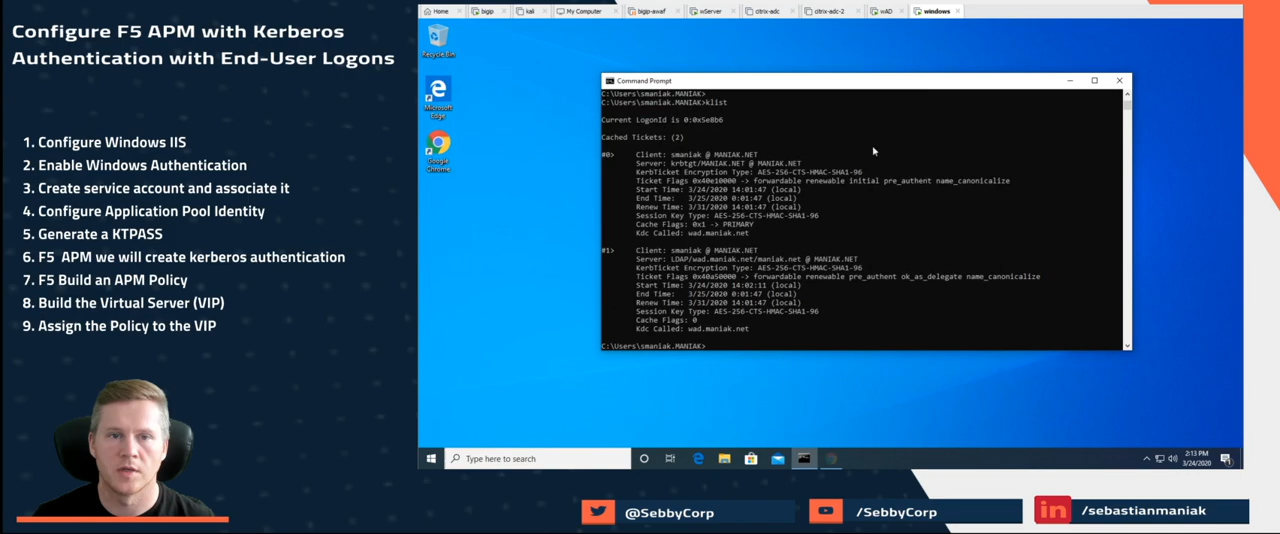 Configure F5 APM with Kerberos
Authentication with End-User Logons
1. Configure Windows IIS
2. Enable Windows Authentication
3. Create service account and associate it
4. Configure Application Pool Identity
5. Generate a KTPASS
6. F5 APM we will create kerberos authentication
7. F5 Build an APM Policy
8. Build the Virtual Server (VIP)
9. Assign the Policy to the VIP
Home
bigip
kali
My Computer
bigip-awaf
wServer
citrix-adc
citrix-adc-2
wAD
windows
Recycle Bin
Microsoft
Edge
Google
Chrome
Command Prompt
C:\Users\smaniak.MANIAK>
C:\Users\smaniak.MANIAK>klist
Current LogonId is 0:0x5e8b6
Cached Tickets: (2)
#0> Client: smaniak @ MANIAK.NET
Server: krbtgt/MANIAK.NET @ MANIAK.NET
KerbTicket Encryption Type: AES-256-CTS-HMAC-SHA1-96
Ticket Flags 0x40e10000 -> forwardable renewable initial pre_authent name_canonicalize
Start Time: 3/24/2020 14:01:47 (local)
End Time: 3/25/2020 0:01:47 (local)
Renew Time: 3/31/2020 14:01:47 (local)
Session Key Type: AES-256-CTS-HMAC-SHA1-96
Cache Flags: 0x1 -> PRIMARY
Kdc Called: wad.maniak.net
#1> Client: smaniak @ MANIAK.NET
Server: LDAP/wad.maniak.net/maniak.net @ MANIAK.NET
KerbTicket Encryption Type: AES-256-CTS-HMAC-SHA1-96
Ticket Flags 0x40a50000 -> forwardable renewable pre_authent ok_as_delegate name_canonicalize
Start Time: 3/24/2020 14:02:11 (local)
End Time: 3/25/2020 0:01:47 (local)
Renew Time: 3/31/2020 14:01:47 (local)
Session Key Type: AES-256-CTS-HMAC-SHA1-96
Cache Flags: 0
Kdc Called: wad.maniak.net
C:\Users\smaniak.MANIAK>
Type here to search
2:13 PM
3/24/2020
@SebbyCorp
/SebbyCorp
in
/sebastianmaniak